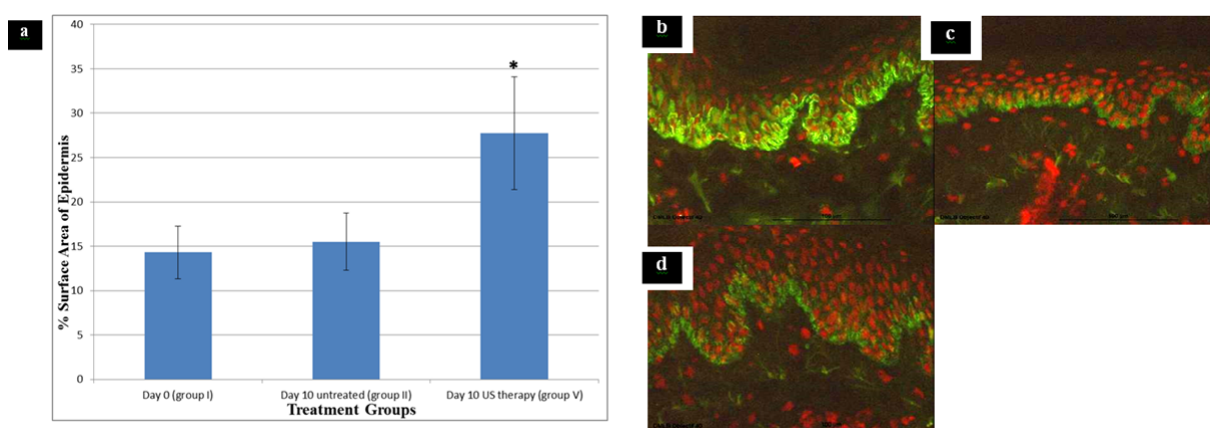 a
40
35
30
25
20
15
10
5
0
% Surface Area of Epidermis
*
Day 0 (group I)
Day 10 untreated (group II)
Day 10 US therapy (group V)
Treatment Groups
b
c
d